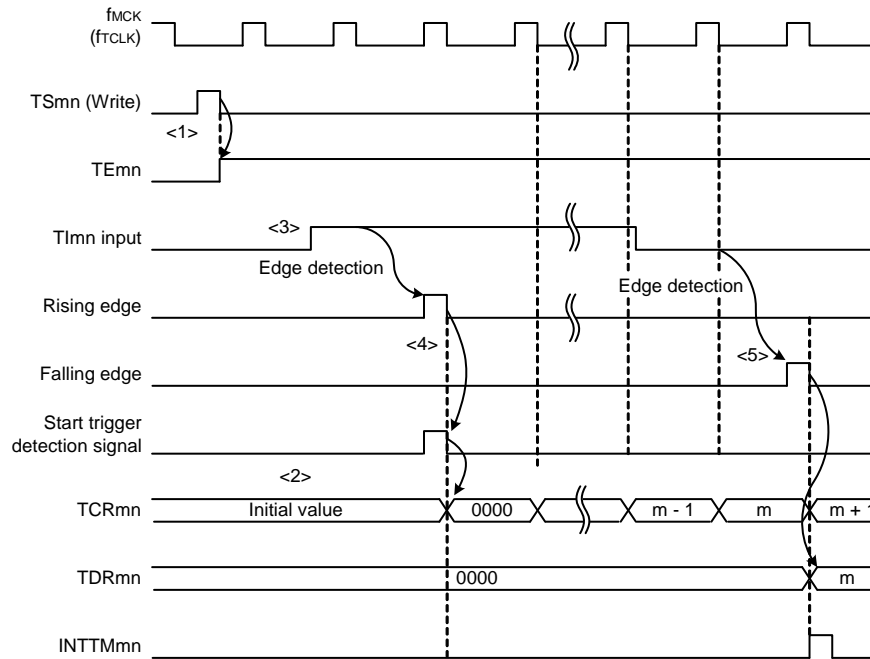 fMCK
(fTCLK)
TSmn (Write)
<1>
TEmn
<3>
TImn input
Edge detection
Edge detection
Rising edge
<4>
<5>
Falling edge
Start trigger
detection signal
<2>
TCRmn
Initial value
0000
m - 1
m
m + 1
TDRmn
0000
m
INTTMmn